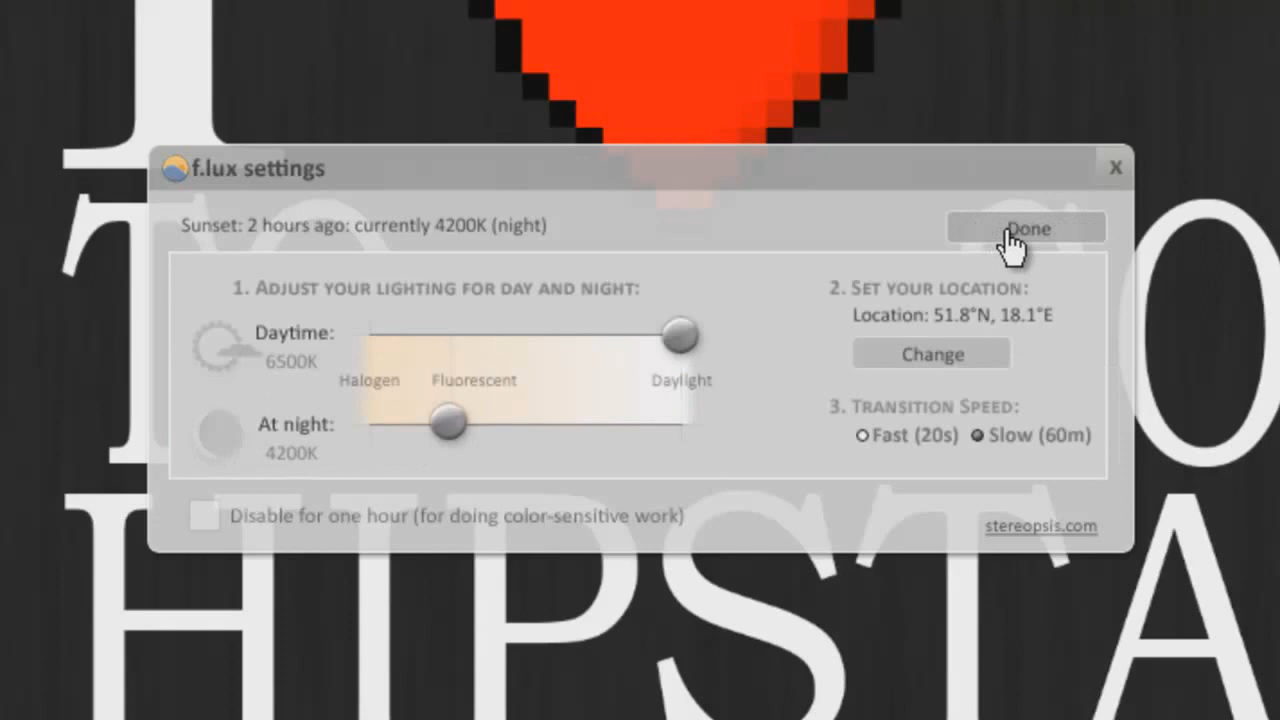 I
f.lux settings
X
Sunset: 2 hours ago: currently 4200K (night)
Done
1. Adjust your lighting for day and night:
2. Set your location:
Daytime:
Location: 51.8°N, 18.1°E
6500K
Change
Halogen Fluorescent Daylight
3. Transition Speed:
At night:
Fast (20s) Slow (60m)
4200K
Disable for one hour (for doing color-sensitive work)
stereopsis.com
HIPSTA